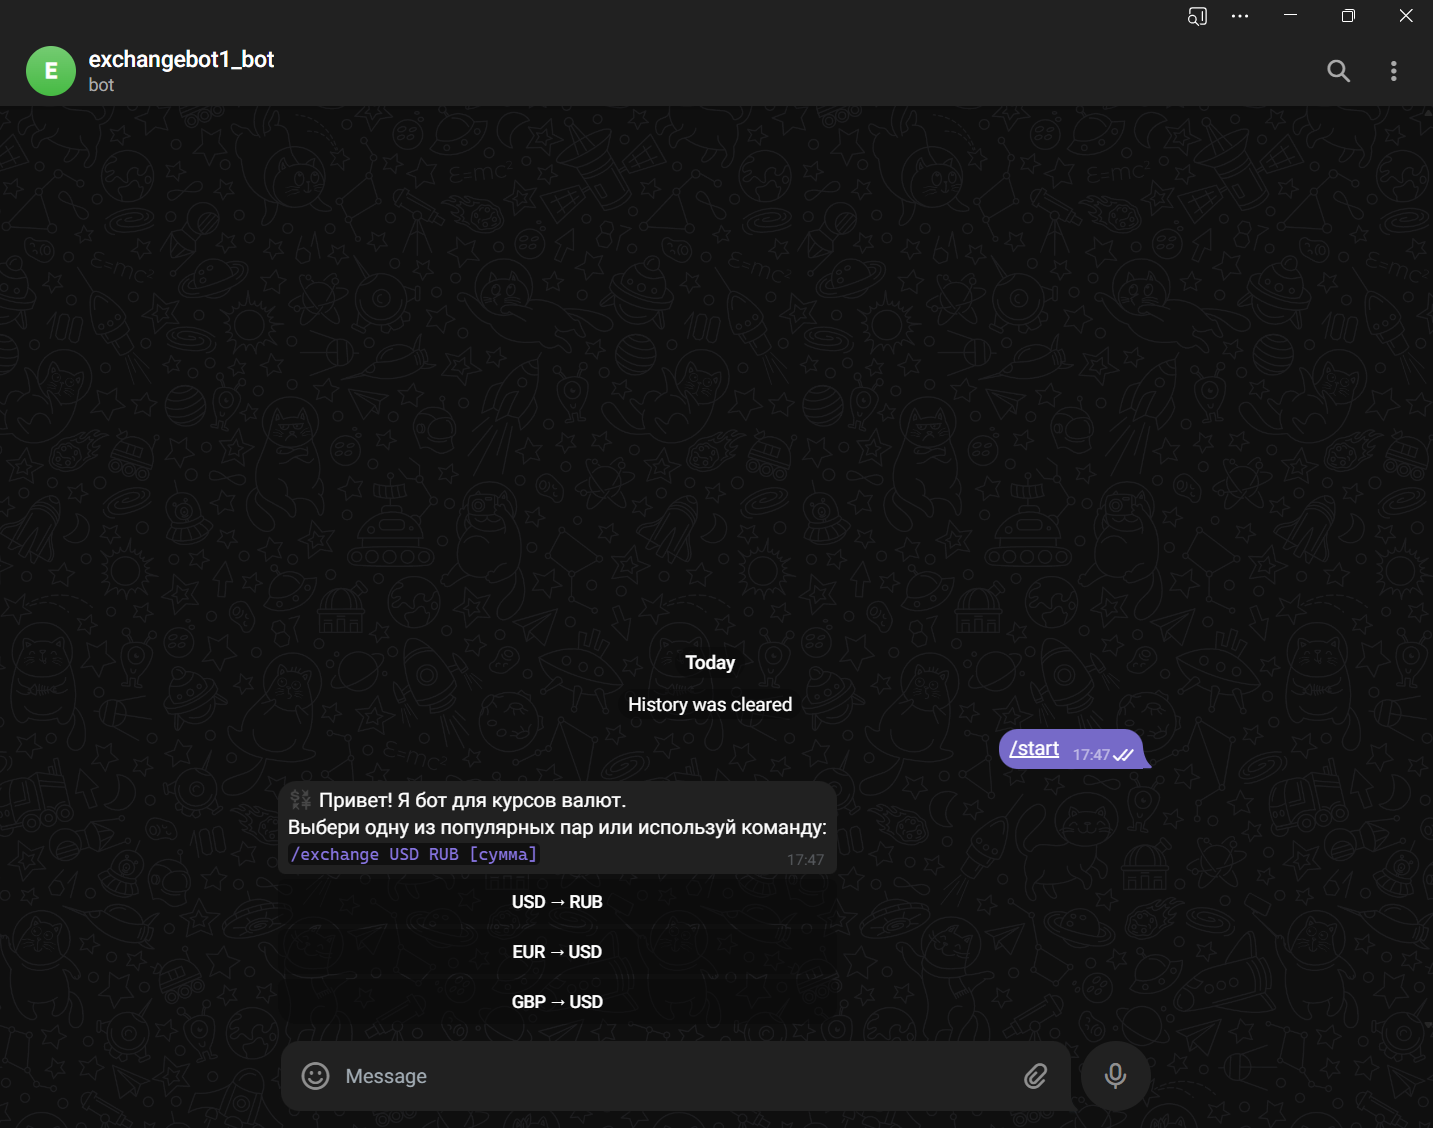 exchangebot1_bot
E
bot
Today
History was cleared
/start 17:47
💱 Привет! Я бот для курсов валют.
Выбери одну из популярных пар или используй команду:
/exchange USD RUB [сумма]
17:47
USD → RUB
EUR → USD
GBP → USD
Message